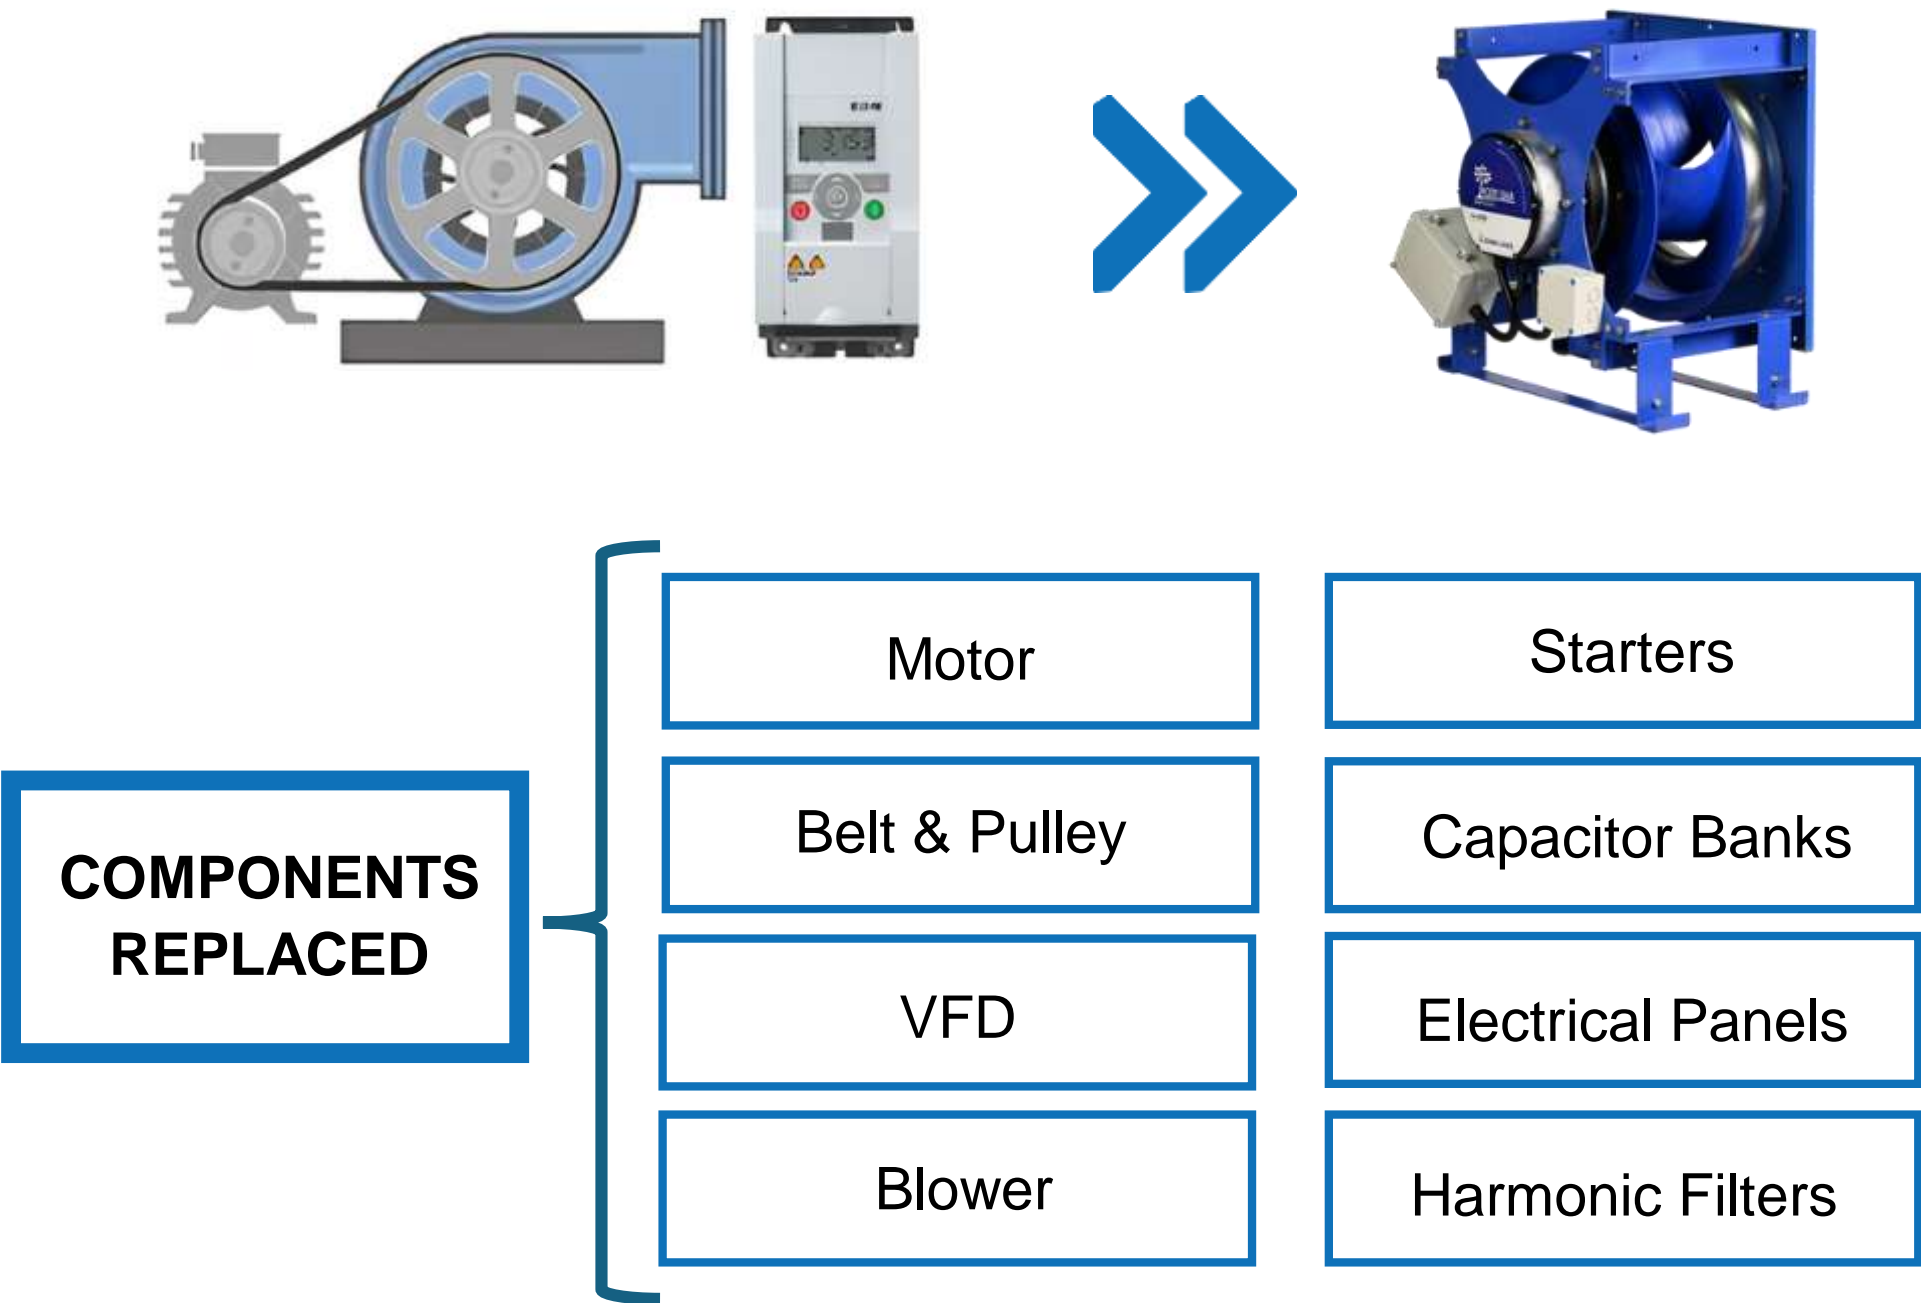 COMPONENTS
REPLACED
Motor
Starters
Belt & Pulley
Capacitor Banks
VFD
Electrical Panels
Blower
Harmonic Filters